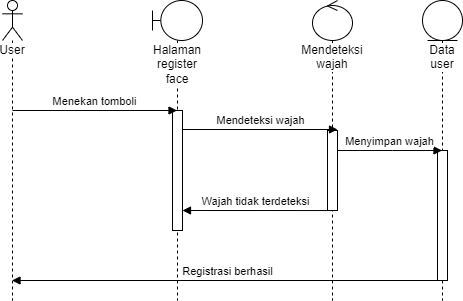 User
Halaman
register
face
Mendeteksi
wajah
Data
user
Menekan tomboli
Mendeteksi wajah
Menyimpan wajah
Wajah tidak terdeteksi
Registrasi berhasil